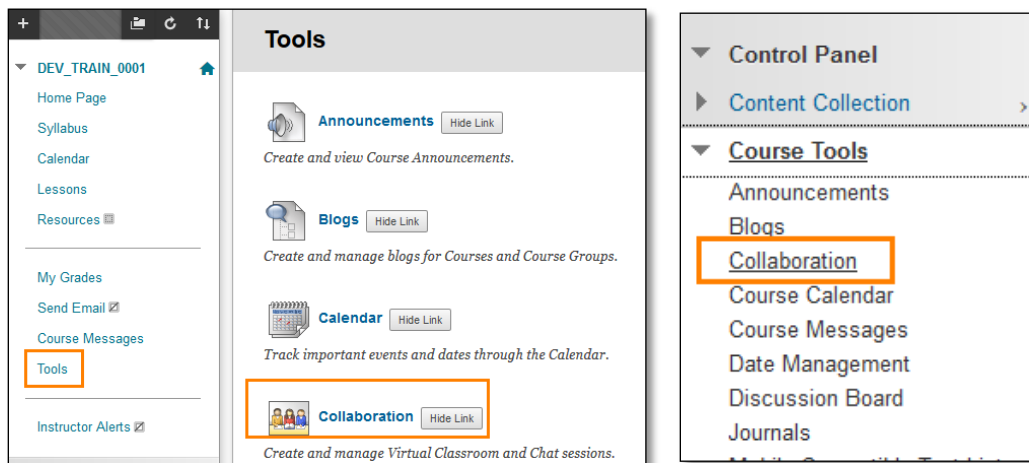 DEV_TRAIN_0001
Home Page
Syllabus
Calendar
Lessons
Resources
My Grades
Send Email
Course Messages
Tools
Instructor Alerts
Tools
Announcements Hide Link
Create and view Course Announcements.
Blogs Hide Link
Create and manage blogs for Courses and Course Groups.
Calendar Hide Link
Track important events and dates through the Calendar.
Collaboration Hide Link
Create and manage Virtual Classroom and Chat sessions.
Control Panel
Content Collection
Course Tools
Announcements
Blogs
Collaboration
Course Calendar
Course Messages
Date Management
Discussion Board
Journals